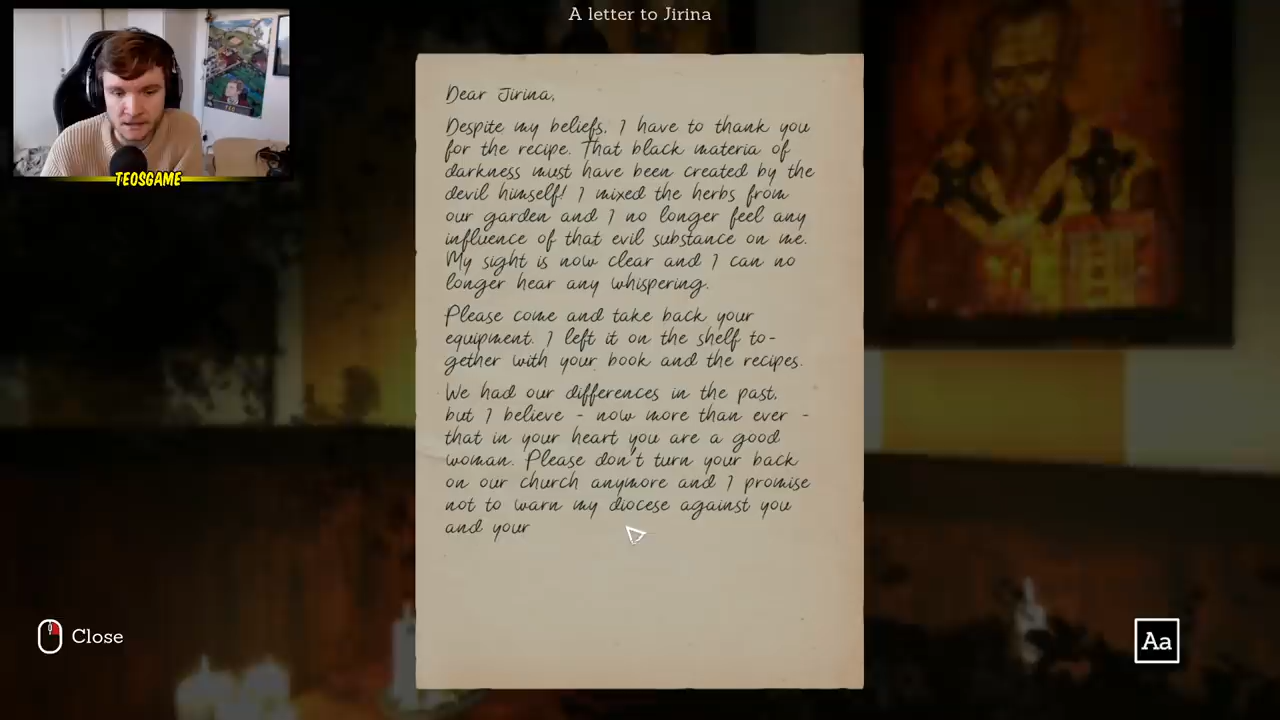 A letter to Jirina
TEOSGAME
Dear Jirina,
Despite my beliefs, I have to thank you
for the recipe. That black materia of
darkness must have been created by the
devil himself! I mixed the herbs from
our garden and I no longer feel any
influence of that evil substance on me.
My sight is now clear and I can no
longer hear any whispering.
Please come and take back your
equipment. I left it on the shelf to-
gether with your book and the recipes.
We had our differences in the past,
but I believe - now more than ever -
that in your heart you are a good
woman. Please don't turn your back
on our church anymore and I promise
not to warn my diocese against you
and your
Close
Aa